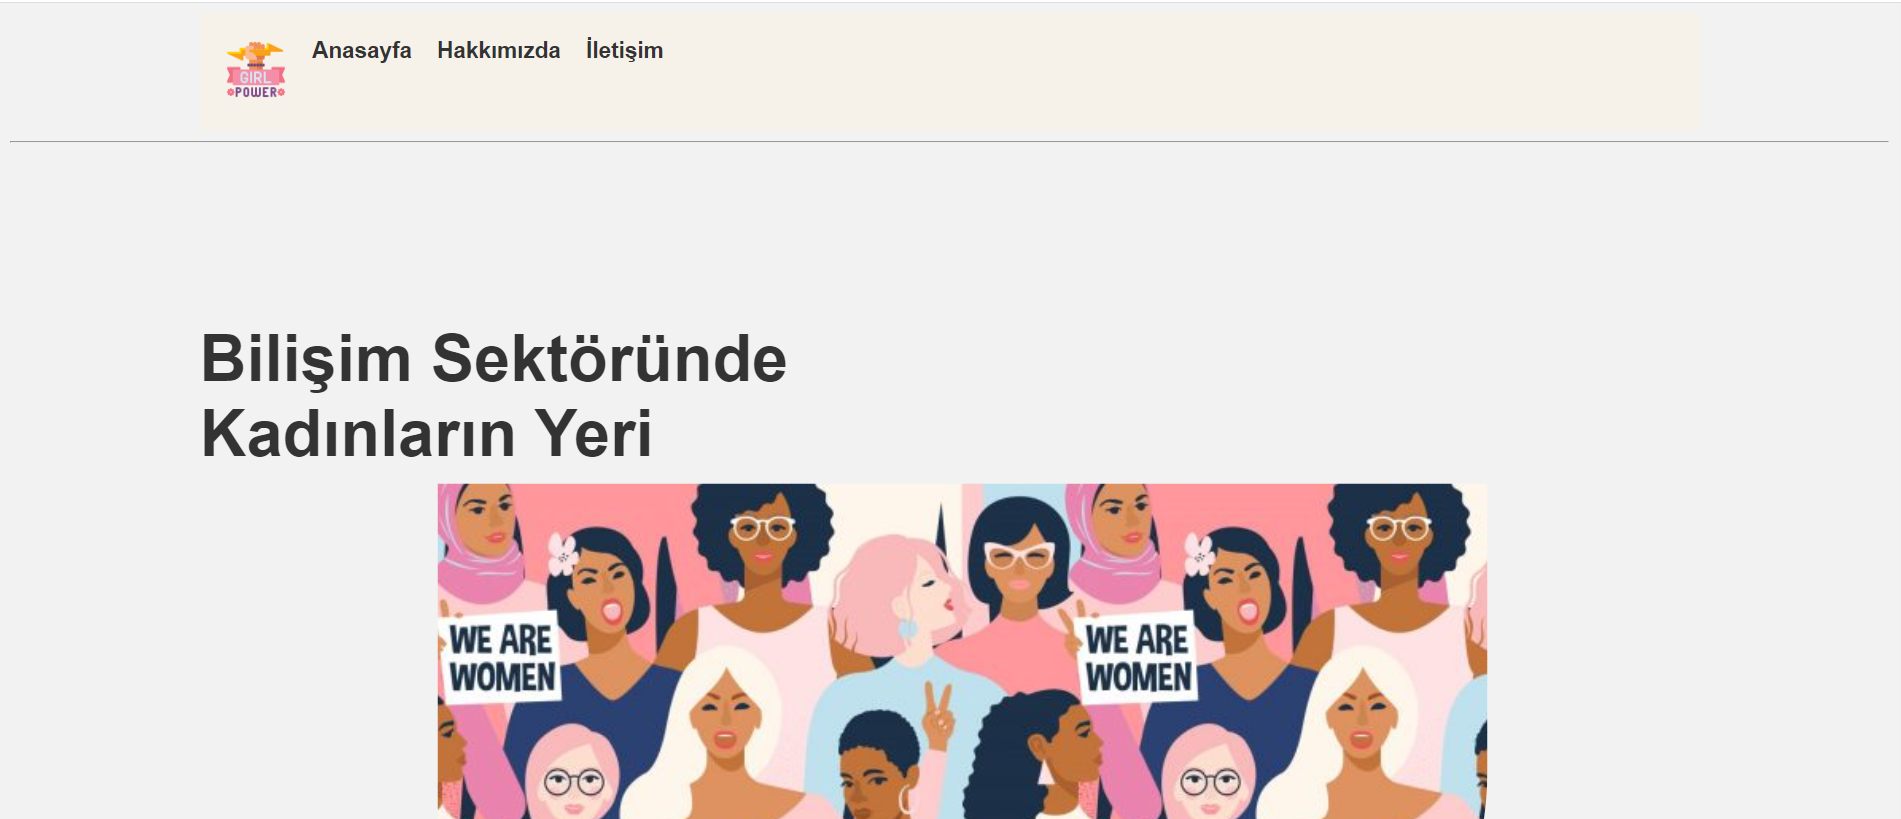 Anasayfa Hakkımızda İletişim
GIRL
POWER
Bilişim Sektöründe
Kadınların Yeri
WE ARE
WOMEN
WE ARE
WOMEN